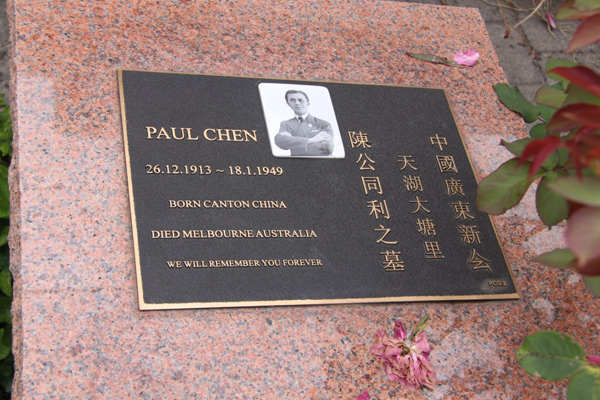 PAUL CHEN
26.12.1913 ~ 18.1.1949
BORN CANTON CHINA
DIED MELBOURNE AUSTRALIA
WE WILL REMEMBER YOU FOREVER
中國廣東新会
天湖大塘里
陳公同利之墓